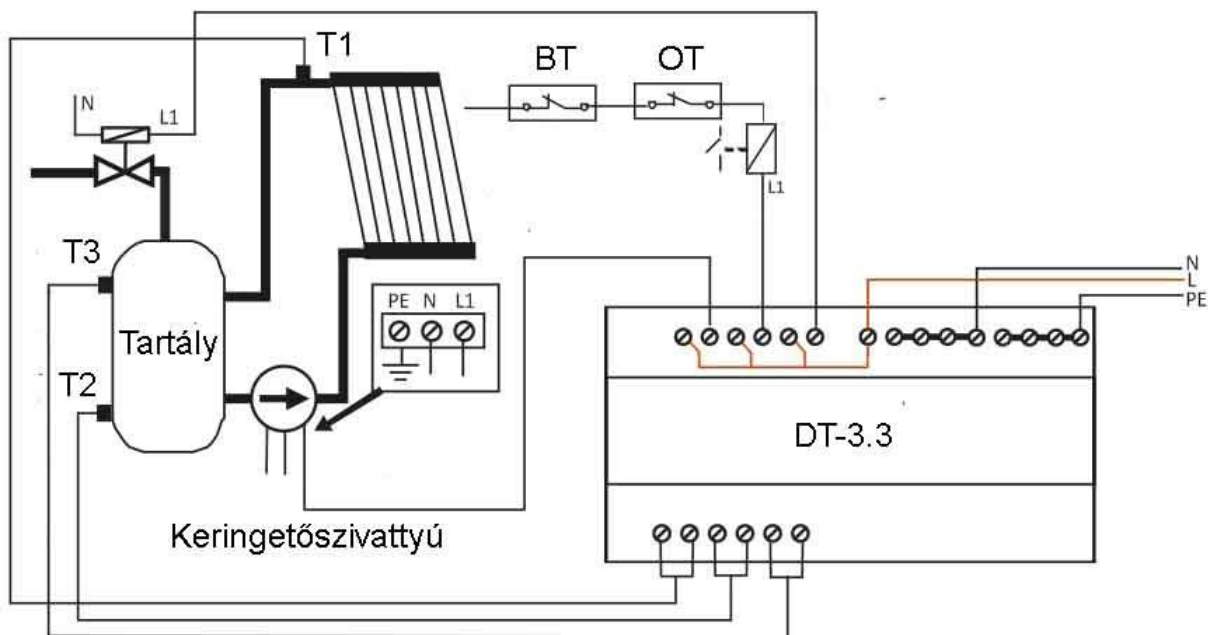 T1
BT
OT
N
L1
L1
T3
N
L
PE
PE N L1
Tartály
T2
DT-3.3
Keringetőszivattyú